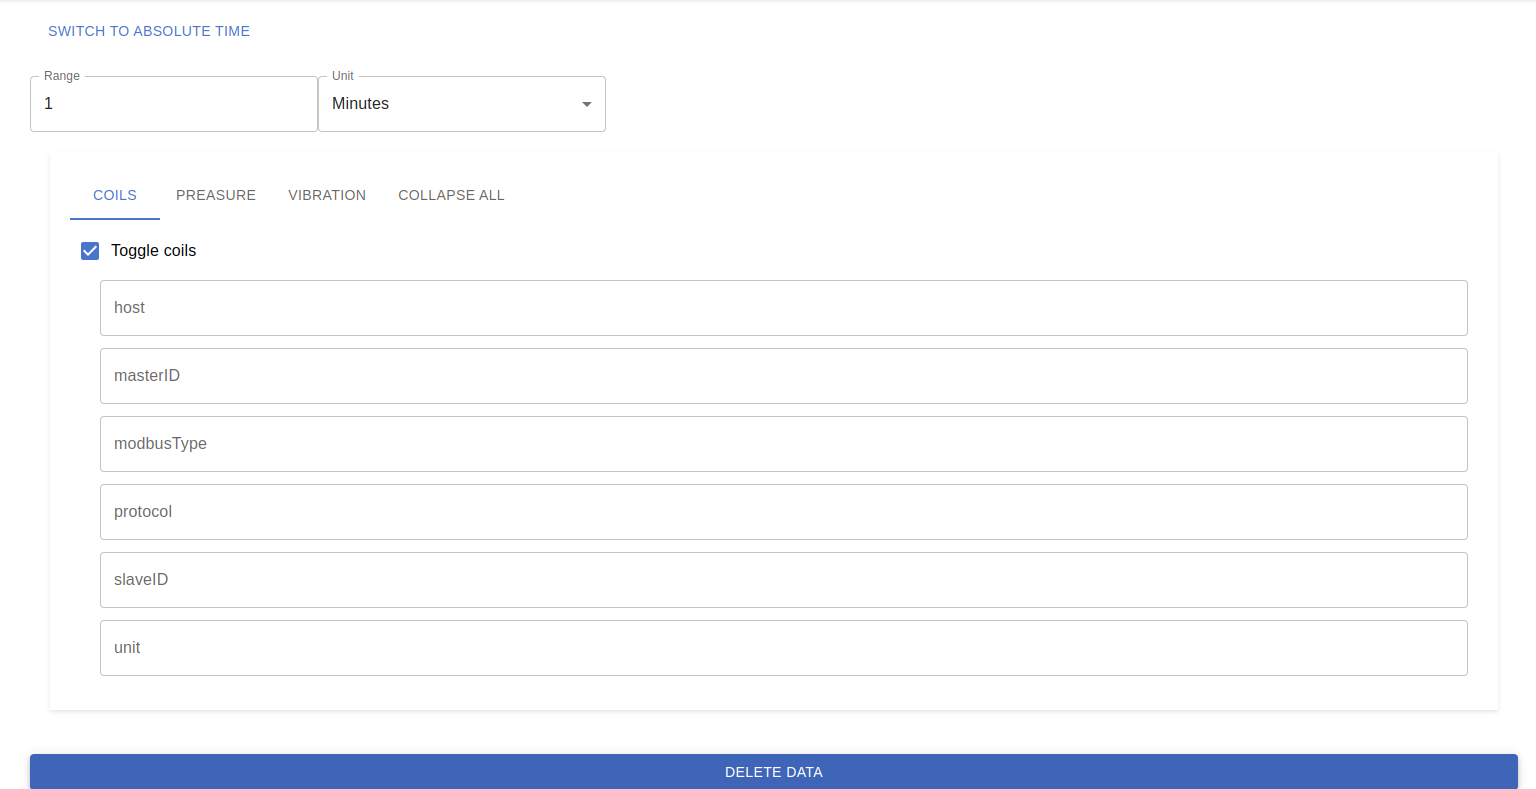 SWITCH TO ABSOLUTE TIME
Range
Unit
1
Minutes
COILS PREASURE VIBRATION COLLAPSE ALL
Toggle coils
host
masterID
modbusType
protocol
slaveID
unit
DELETE DATA